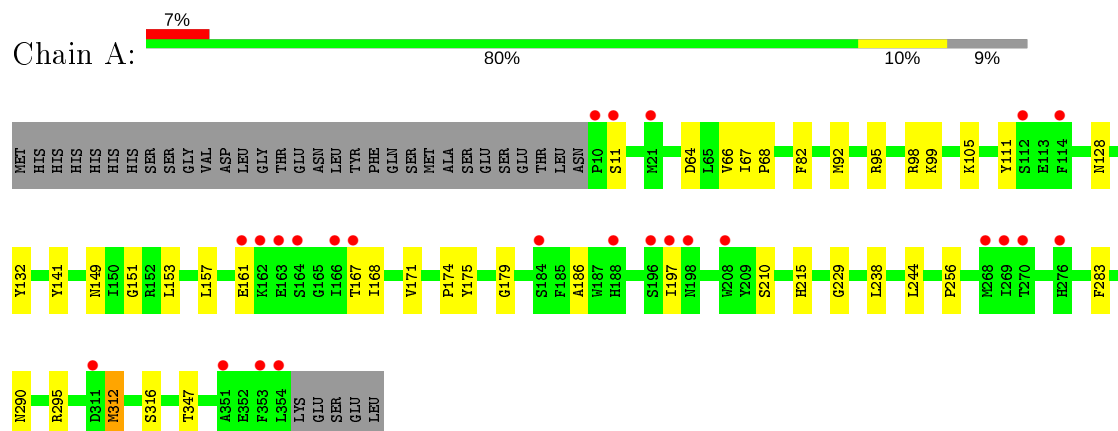 7%
Chain A:
80% 10% 9%
MET HIS HIS HIS HIS HIS HIS SER SER GLY VAL ASP LEU GLY THR GLU ASN LEU TYR PHE GLN SER MET ALA SER GLU SER GLU THR LEU ASN P10 S11 M21 D64 L65 V66 I67 P68 F82 M92 R95 R98 K99 K105 Y111 S112 E113 F114 N128
Y132 Y141 N149 I150 G151 R152 L153 L157 E161 K162 E163 S164 G165 I166 T167 I168 V171 P174 Y175 G179 S184 F185 A186 W187 H188 S196 I197 N198 W208 Y209 S210 H215 G229 L238 L244 P256 M268 I269 T270 H276 F283
N290 R295 D311 M312 S316 T347 A351 E352 F353 L354 LYS GLU SER GLU LEU